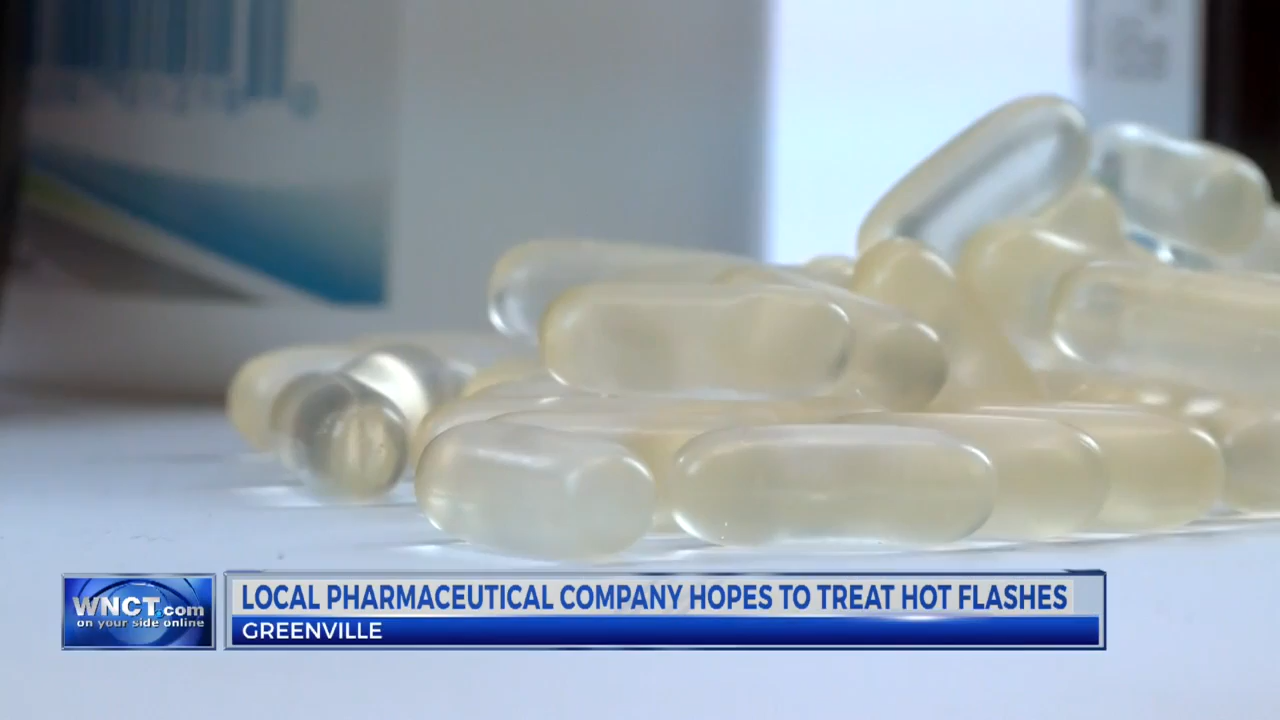 LOCAL PHARMACEUTICAL COMPANY HOPES TO TREAT HOT FLASHES
WNCT.com
on your side online
GREENVILLE